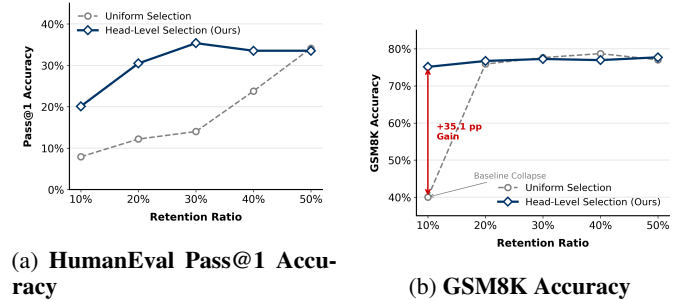 Uniform Selection
Head-Level Selection (Ours)
40%
30%
20%
10%
0%
Pass@1 Accuracy
10% 20% 30% 40% 50%
Retention Ratio
(a) HumanEval Pass@1 Accu-
racy
80%
70%
60%
50%
40%
GSM8K Accuracy
+35.1 pp
Gain
Baseline Collapse
Uniform Selection
Head-Level Selection (Ours)
10% 20% 30% 40% 50%
Retention Ratio
(b) GSM8K Accuracy